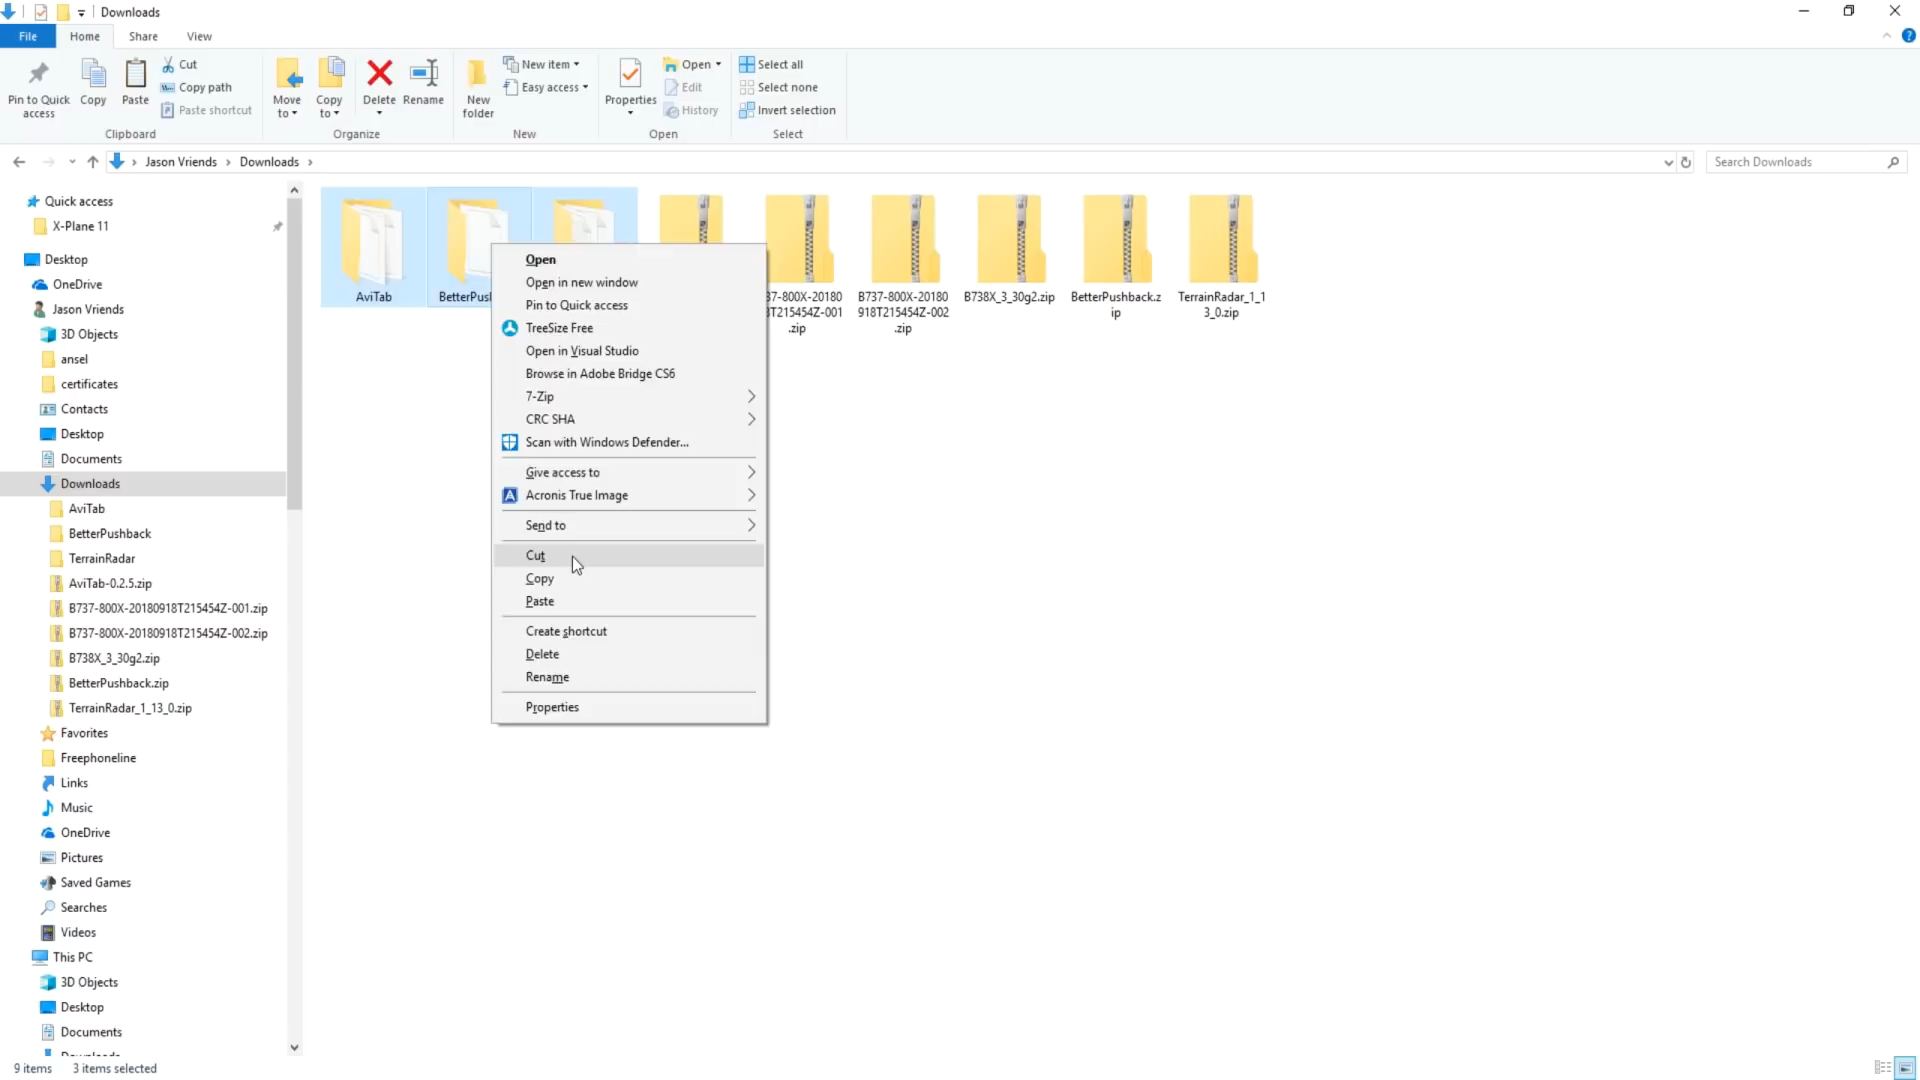 Downloads
File Home Share View
Pin to Quick access
Copy
Paste
Cut
Copy path
Paste shortcut
Clipboard
Move to
Copy to
Delete
Rename
Organize
New folder
New item
Easy access
New
Properties
Open
Edit
History
Open
Select all
Select none
Invert selection
Select
Jason Vriends › Downloads ›
Search Downloads
Quick access
X-Plane 11
Desktop
OneDrive
Jason Vriends
3D Objects
ansel
certificates
Contacts
Desktop
Documents
Downloads
AviTab
BetterPushback
TerrainRadar
AviTab-0.2.5.zip
B737-800X-20180918T215454Z-001.zip
B737-800X-20180918T215454Z-002.zip
B738X_3_30g2.zip
BetterPushback.zip
TerrainRadar_1_13_0.zip
Favorites
Freephoneline
Links
Music
OneDrive
Pictures
Saved Games
Searches
Videos
This PC
3D Objects
Desktop
Documents
AviTab
BetterPus
37-800X-20180
T215454Z-001
.zip
B737-800X-20180
918T215454Z-002
.zip
B738X_3_30g2.zip
BetterPushback.z
ip
TerrainRadar_1_1
3_0.zip
Open
Open in new window
Pin to Quick access
TreeSize Free
Open in Visual Studio
Browse in Adobe Bridge CS6
7-Zip
CRC SHA
Scan with Windows Defender...
Give access to
Acronis True Image
Send to
Cut
Copy
Paste
Create shortcut
Delete
Rename
Properties
9 items 3 items selected